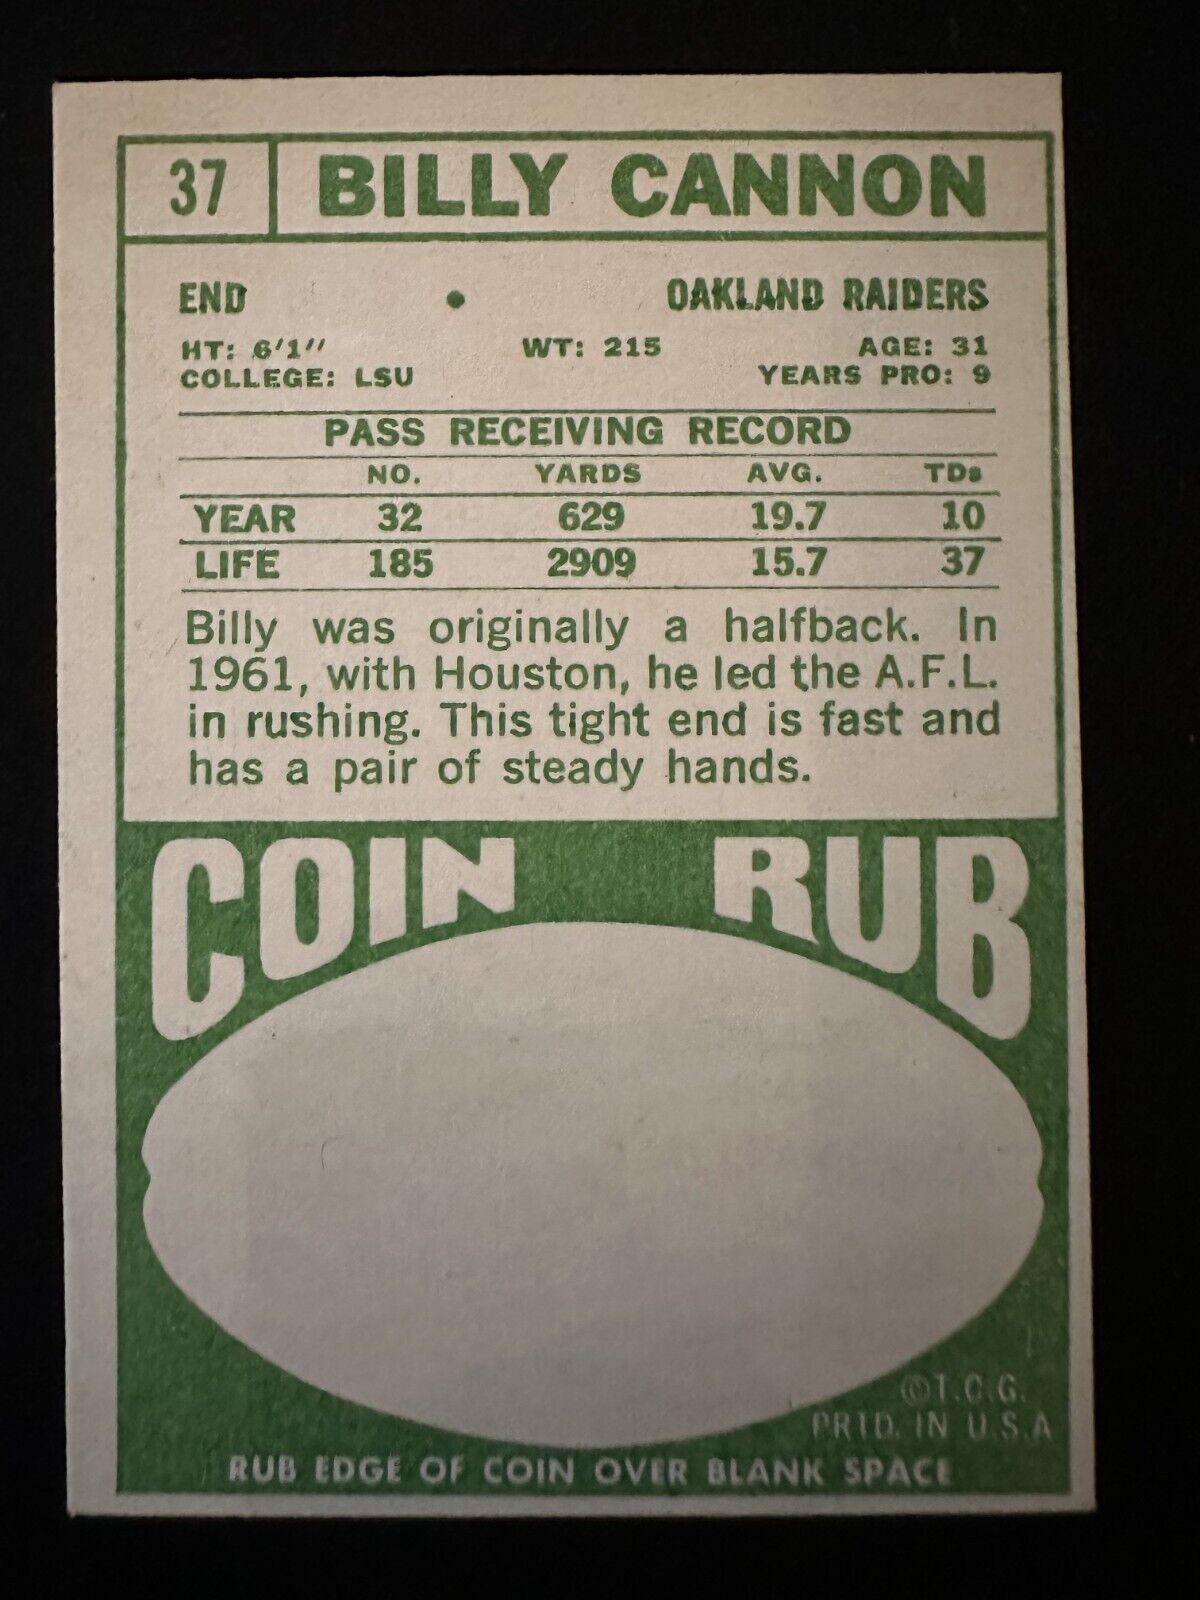 37 BILLY CANNON
END • OAKLAND RAIDERS
HT: 6'1" WT: 215 AGE: 31
COLLEGE: LSU YEARS PRO: 9
PASS RECEIVING RECORD
NO. YARDS AVG. TDs
YEAR 32 629 19.7 10
LIFE 185 2909 15.7 37
Billy was originally a halfback. In
1961, with Houston, he led the A.F.L.
in rushing. This tight end is fast and
has a pair of steady hands.
COIN RUB
©T.C.G.
PRTD. IN U.S.A
RUB EDGE OF COIN OVER BLANK SPACE